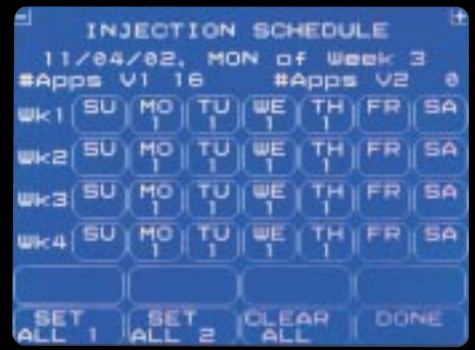 INJECTION SCHEDULE
11/04/02, MON of Week 3
#Apps V1 16 #Apps V2 0
Wk1 SU MO 1 TU 1 WE 1 TH 1 FR SA
Wk2 SU MO 1 TU 1 WE 1 TH 1 FR SA
Wk3 SU MO 1 TU 1 WE 1 TH 1 FR SA
Wk4 SU MO 1 TU 1 WE 1 TH 1 FR SA
SET ALL 1 SET ALL 2 CLEAR ALL DONE